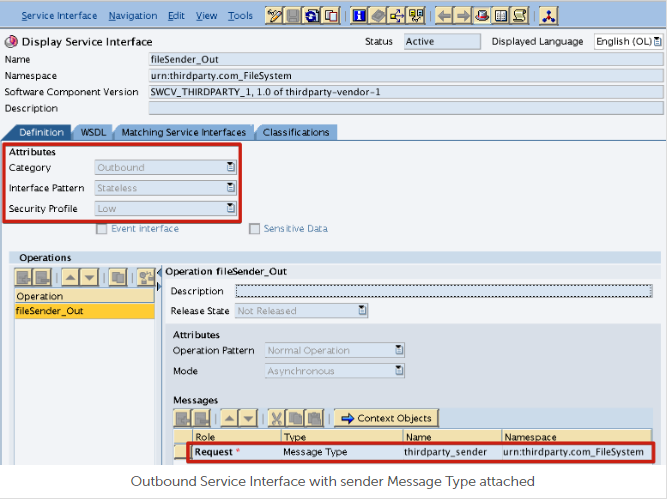 Service Interface Navigation Edit View Tools
Display Service Interface Status Active Displayed Language English (OL)
Name fileSender_Out
Namespace urn:thirdparty.com_FileSystem
Software Component Version SWCV_THIRDPARTY_1, 1.0 of thirdparty-vendor-1
Description
Definition WSDL Matching Service Interfaces Classifications
Attributes
Category Outbound
Interface Pattern Stateless
Security Profile Low
Event Interface Sensitive Data
Operations
Operation fileSender_Out
Operation
fileSender_Out
Description
Release State Not Released
Attributes
Operation Pattern Normal Operation
Mode Asynchronous
Messages
Context Objects
Role Type Name Namespace
Request * Message Type thirdparty_sender urn:thirdparty.com_FileSystem
Outbound Service Interface with sender Message Type attached